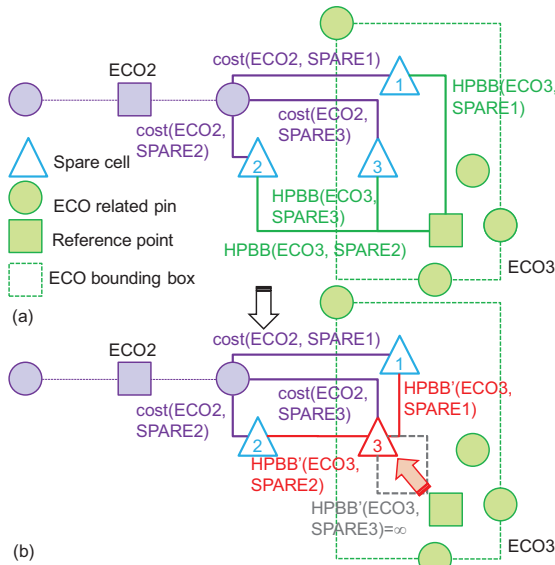 ECO2
cost(ECO2, SPARE1)
1
HPBB(ECO3,
SPARE1)
cost(ECO2,
SPARE3)
cost(ECO2,
SPARE2)
2
3
Spare cell
HPBB(ECO3,
SPARE3)
ECO related pin
Reference point
HPBB(ECO3, SPARE2)
ECO3
ECO bounding box
(a)
ECO2
cost(ECO2, SPARE1)
1
HPBB'(ECO3,
SPARE1)
cost(ECO2,
SPARE3)
cost(ECO2,
SPARE2)
2
3
HPBB'(ECO3,
SPARE2)
HPBB'(ECO3,
SPARE3)=∞
ECO3
(b)